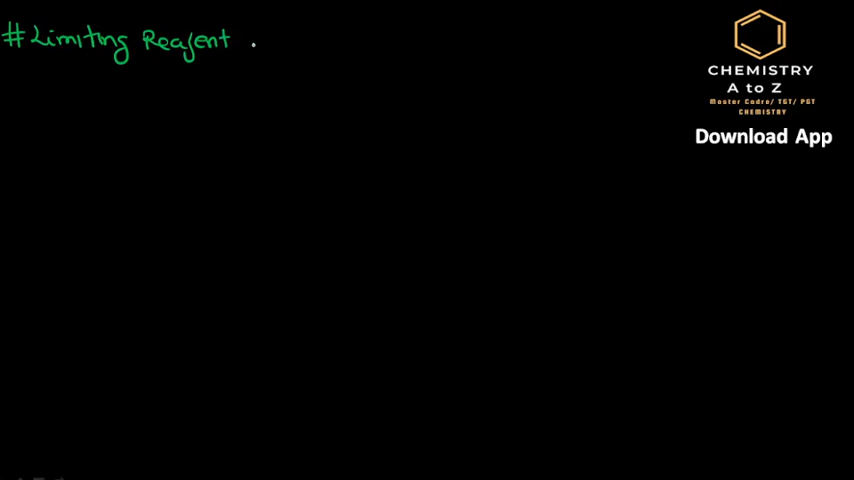 #Limiting Reagent
CHEMISTRY
A to Z
Master Cadre/ TGT/ PGT
CHEMISTRY
Download App